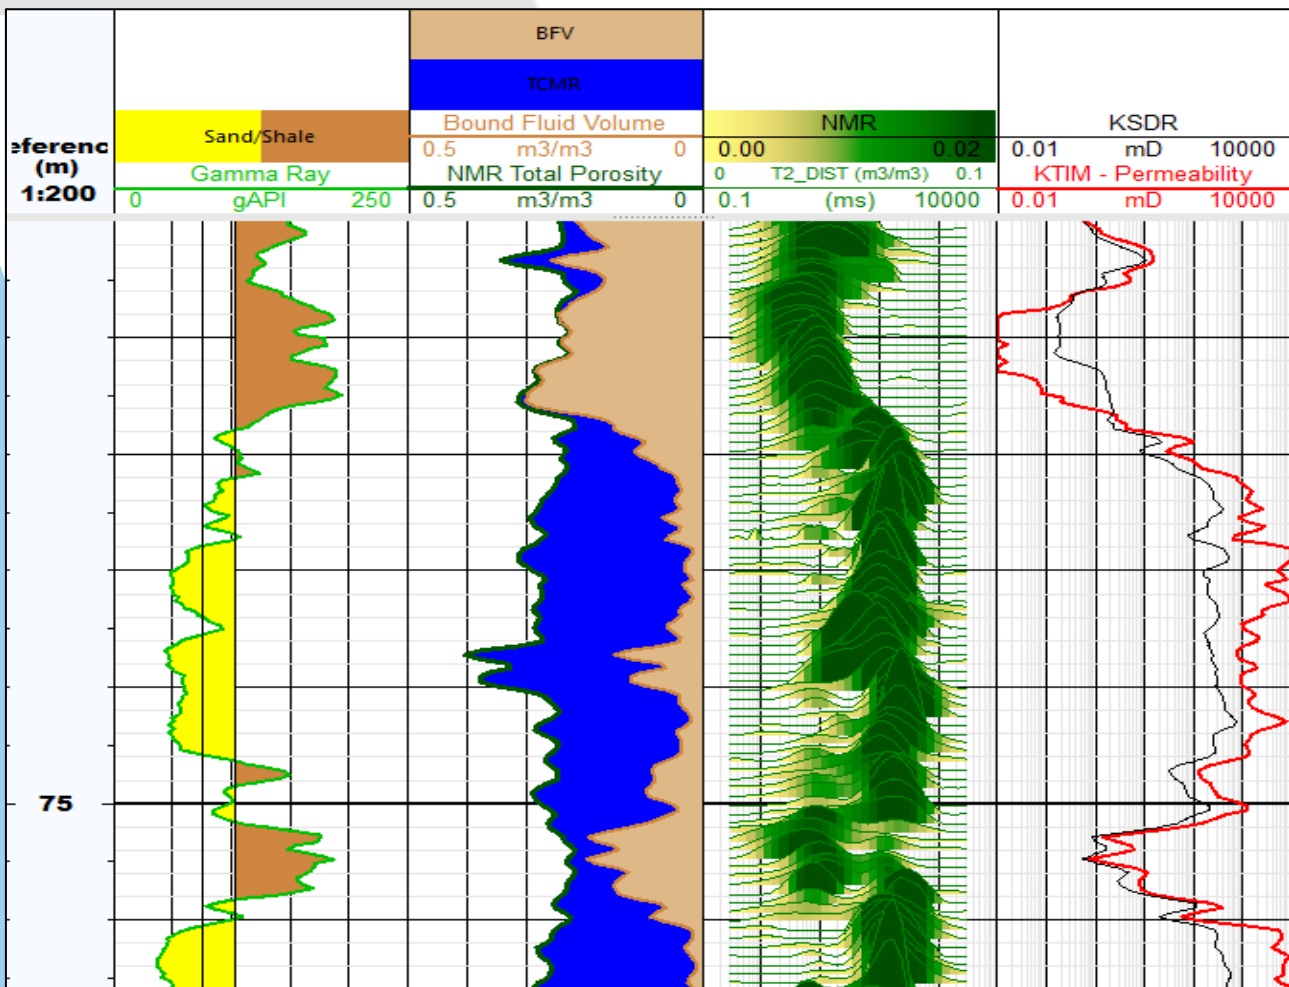 BFV
TCMR
Sand/Shale
Bound Fluid Volume
0.5 m3/m3 0
NMR
0.00 0.02
KSDR
0.01 mD 10000
eferenc
(m)
1:200
Gamma Ray
0 gAPI 250
NMR Total Porosity
0.5 m3/m3 0
0 T2_DIST (m3/m3) 0.1
0.1 (ms) 10000
KTIM - Permeability
0.01 mD 10000
75